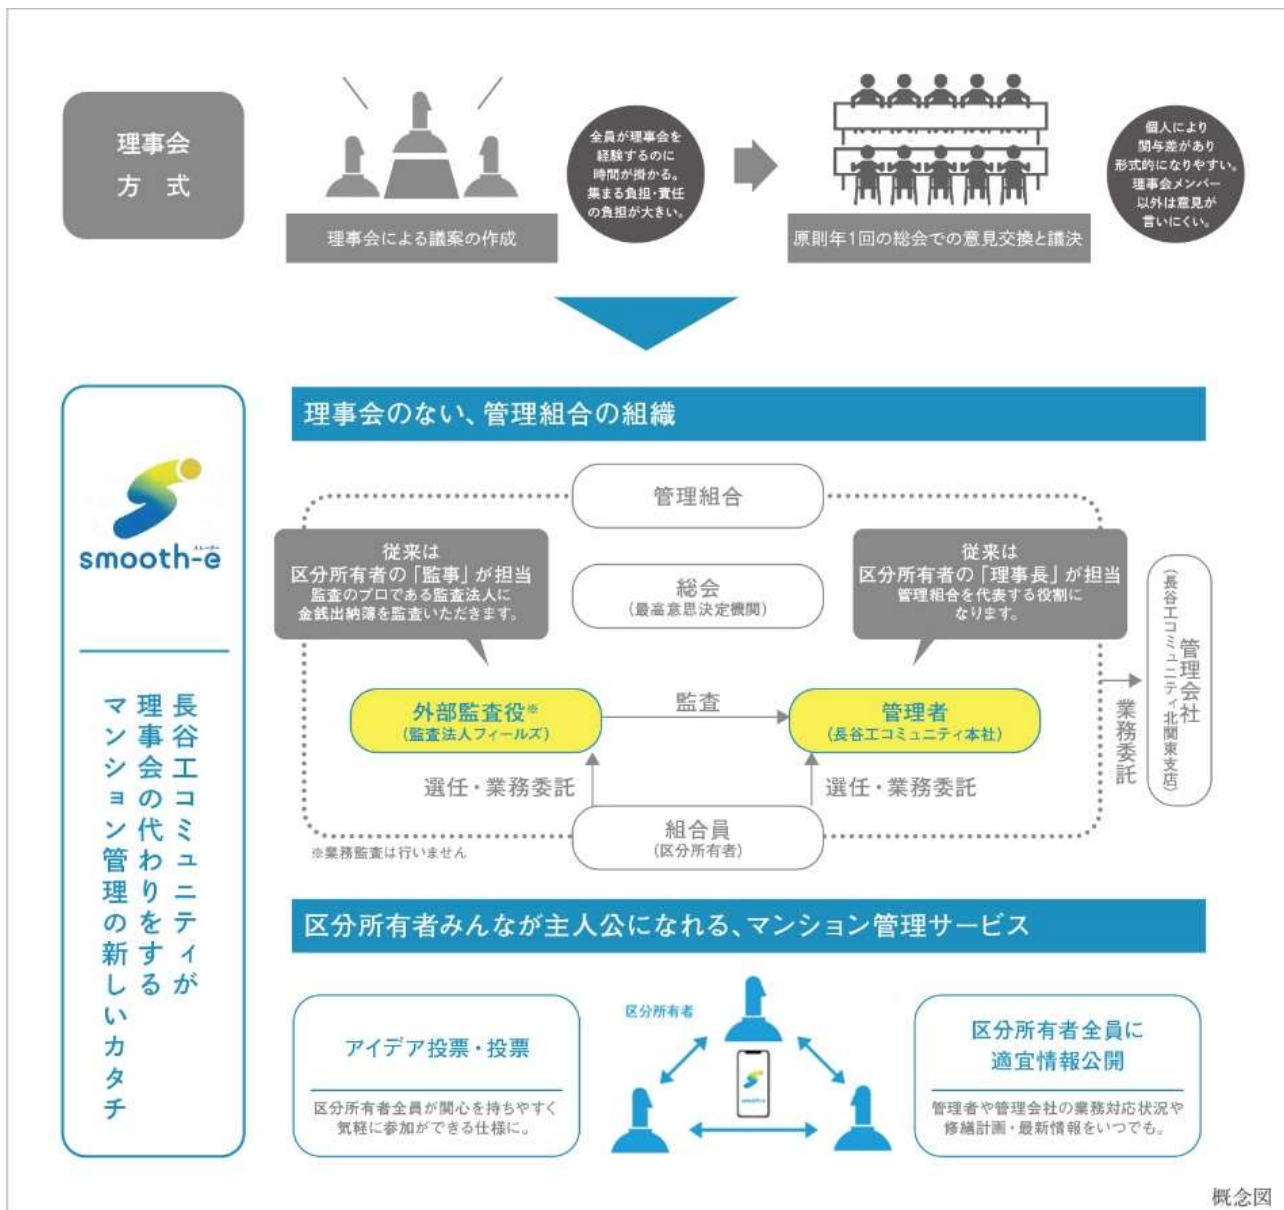 理事会
方 式
理事会による議案の作成
全員が理事会を
経験するのに
時間が掛かる。
集まる負担・責任
の負担が大きい。
原則年1回の総会での意見交換と議決
個人により
関与差があり
形式的になりやすい。
理事会メンバー
以外は意見が
言いにくい。
smooth-e
スムージー
長谷工コミュニティが
理事会の代わりをする
マンション管理の新しいカタチ
理事会のない、管理組合の組織
管理組合
従来は
区分所有者の「監事」が担当
監査のプロである監査法人に
金銭出納簿を監査いただきます。
総会
(最高意思決定機関)
従来は
区分所有者の「理事長」が担当
管理組合を代表する役割に
なります。
外部監査役※
(監査法人フィールズ)
監査
管理者
(長谷工コミュニティ本社)
選任・業務委託
選任・業務委託
組合員
(区分所有者)
※業務監査は行いません
業務委託
管理会社
(長谷工コミュニティ北関東支店)
区分所有者みんなが主人公になれる、マンション管理サービス
アイデア投票・投票
区分所有者全員が関心を持ちやすく
気軽に参加ができる仕様に。
区分所有者
smooth-e
区分所有者全員に
適宜情報公開
管理者や管理会社の業務対応状況や
修繕計画・最新情報をいつでも。
概念図